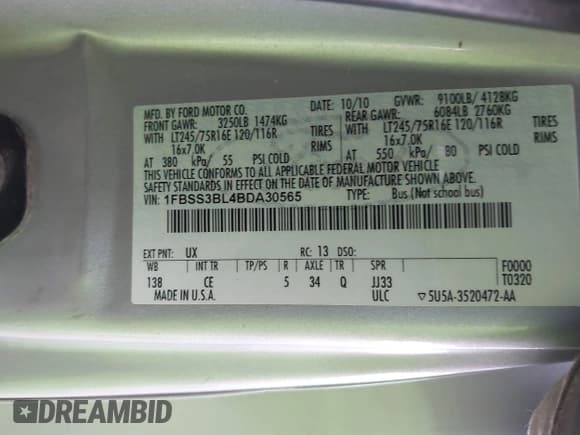 MFD. BY FORD MOTOR CO.
DATE: 10/10 GVWR: 9100LB/ 4128KG
FRONT GAWR: 3250LB 1474KG
REAR GAWR: 6084LB 2760KG
WITH LT245/75R16E 120/116R TIRES
WITH LT245/75R16E 120/116R TIRES
16x7.0K RIMS
16x7.0K RIMS
AT 380 kPa/ 55 PSI COLD
AT 550 kPa/ 80 PSI COLD
THIS VEHICLE CONFORMS TO ALL APPLICABLE FEDERAL MOTOR VEHICLE
SAFETY STANDARDS IN EFFECT ON THE DATE OF MANUFACTURE SHOWN ABOVE.
VIN: 1FBSS3BL4BDA30565 TYPE: Bus (Not school Bus)
EXT PNT: UX RC: 13 DSO:
WB INT TR TP/PS R AXLE TR SPR F0000
138 CE 5 34 Q JJ33 T0320
MADE IN U.S.A. ULC ▽5U5A-3520472-AA
DREAMBID